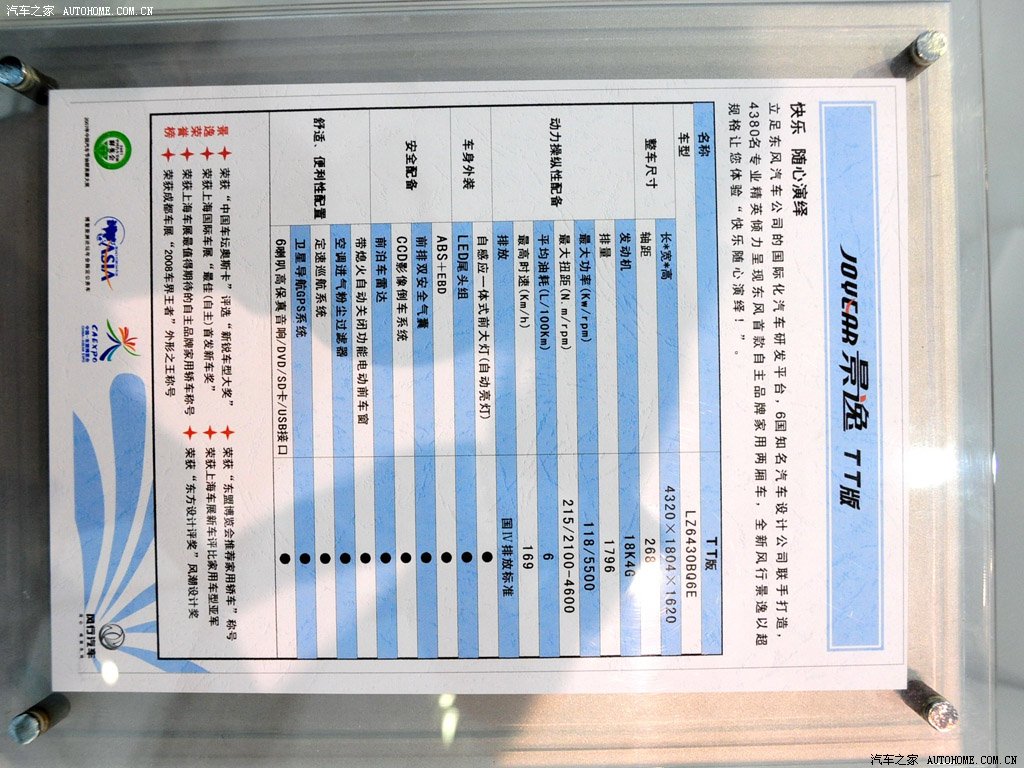 汽车之家 AUTOHOME.COM.CN
JOYEAR景逸 TT版
快乐 随心演绎
立足东风汽车公司的国际化汽车研发平台,6国知名汽车设计公司联手打造,
4380名专业精英倾力呈现东风首款自主品牌家用两厢车,全新风行景逸以超
规格让您体验“快乐随心演绎!”。
名称 TT版
车型 LZ6430BQ6E
整车尺寸 长*宽*高 4320×1804×1620
轴距 268
动力操纵性配备 发动机 18K4G
排量 1796
最大功率(Kw/rpm) 118/5500
最大扭距(N.m/rpm) 215/2100-4600
平均油耗(L/100Km) 6
最高时速(Km/h) 169
排放 国Ⅳ排放标准
车身外装 自感应一体式前大灯(自动亮灯) ●
LED尾头组 ●
安全配备 ABS+EBD ●
前排双安全气囊 ●
CCD影像倒车系统 ●
前泊车雷达 ●
舒适、便利性配置 带熄火自动关闭功能电动前车窗 ●
空调进气粉尘过滤器 ●
定速巡航系统 ●
卫星导航GPS系统 ●
6喇叭高保真音响/DVD/SD卡/USB接口 ●
景逸荣誉榜
荣获“中国车坛奥斯卡”评选“新锐车型大奖” 荣获“东盟博览会推荐家用轿车”称号
荣获上海国际车展“最佳(自主)首发新车奖” 荣获上海车展新车评比家用车型亚军
荣获上海车展最值得期待的自主品牌家用轿车称号 荣获“东方设计评奖”风潮设计奖
荣获成都车展“2008车界王者”外形之王称号
ASIA
CAEXPO
风行汽车
汽车之家 AUTOHOME.COM.CN